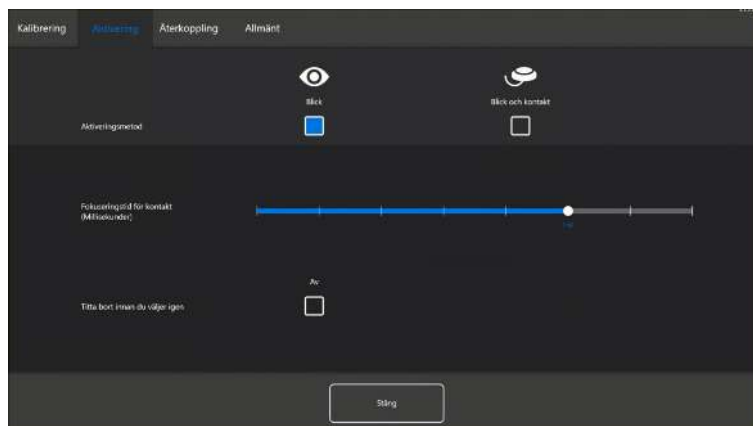 Kalibrering
Aktivering
Återkoppling
Allmänt
Blick
Blick och kontakt
Aktiveringsmetod
Fokuseringstid för kontakt
(Millisekunder)
Av
Titta bort innan du väljer igen
Stäng